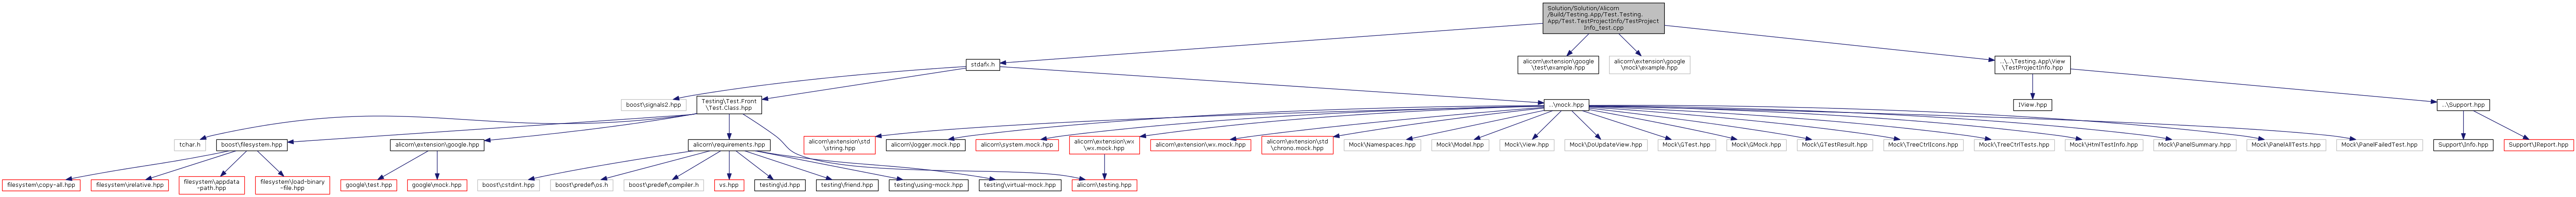 Solution/Solution/Alicorn
/Build/Testing.App/Test.Testing.
App/Test.TestProjectInfo/TestProject
Info_test.cpp
stdafx.h
alicorn\extension\google
\test\example.hpp
alicorn\extension\google
\mock\example.hpp
...\..\Testing.App\View
\TestProjectInfo.hpp
boost\signals2.hpp
Testing\Test.Front
\Test.Class.hpp
...\mock.hpp
IView.hpp
...\Support.hpp
tchar.h
boost\filesystem.hpp
alicorn\extension\google.hpp
alicorn\requirements.hpp
alicorn\extension\std
\string.hpp
alicorn\logger.mock.hpp
alicorn\system.mock.hpp
alicorn\extension\wx
\wx.mock.hpp
alicorn\extension\wx.mock.hpp
alicorn\extension\std
\chrono.mock.hpp
Mock\Namespaces.hpp
Mock\Model.hpp
Mock\View.hpp
Mock\DoUpdateView.hpp
Mock\GTest.hpp
Mock\GMock.hpp
Mock\GTestResult.hpp
Mock\TreeCtrlIcons.hpp
Mock\TreeCtrlTests.hpp
Mock\HtmlTestInfo.hpp
Mock\PanelSummary.hpp
Mock\PanelAllTests.hpp
Mock\PanelFailedTest.hpp
Support\Info.hpp
Support\IReport.hpp
filesystem\copy-all.hpp
filesystem\relative.hpp
filesystem\appdata
-path.hpp
filesystem\load-binary
-file.hpp
google\test.hpp
google\mock.hpp
boost\cstdint.hpp
boost\predef\os.h
boost\predef\compiler.h
vs.hpp
testing\d.hpp
testing\friend.hpp
testing\using-mock.hpp
testing\virtual-mock.hpp
alicorn\testing.hpp